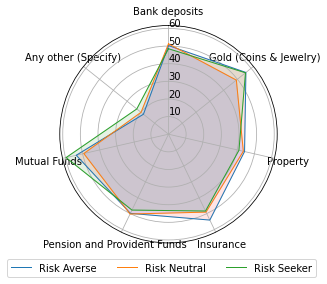 Bank deposits
60
50
40
30
20
10
Any other (Specify)
Gold (Coins & Jewelry)
Mutual Funds
Property
Pension and Provident Funds
Insurance
Risk Averse
Risk Neutral
Risk Seeker